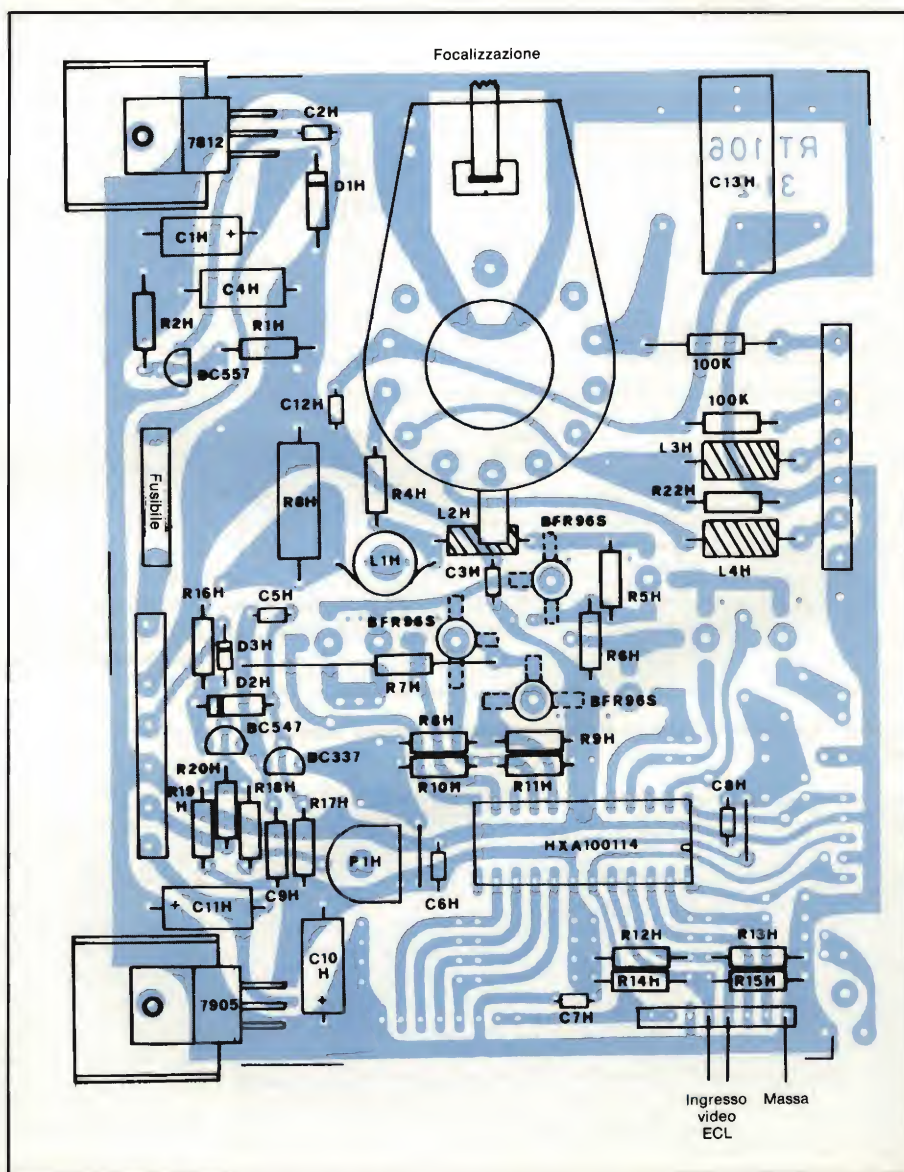 Focalizzazione
7812
C2H
D1H
RT106
C13H
C1H +
C4H
R2H
R1H
BC557
100K
C12H
100K
Fusibile
R8H
R4H
L3H
R22H
L2H
L1H
BFR96S
C3H
L4H
R5H
R16H
C5H
BFR96S
D3H
R6H
R7H
D2H
BFR96S
BC547
BC337
R8H
R9H
R20H
R10H
R11H
R19
H
R18H
R17H
C8H
P1H
HXA100114
C9H
C6H
+ C11H
R12H
R13H
C10
H
+
R14H
R15H
7905
C7H
Ingresso
video
ECL
Massa